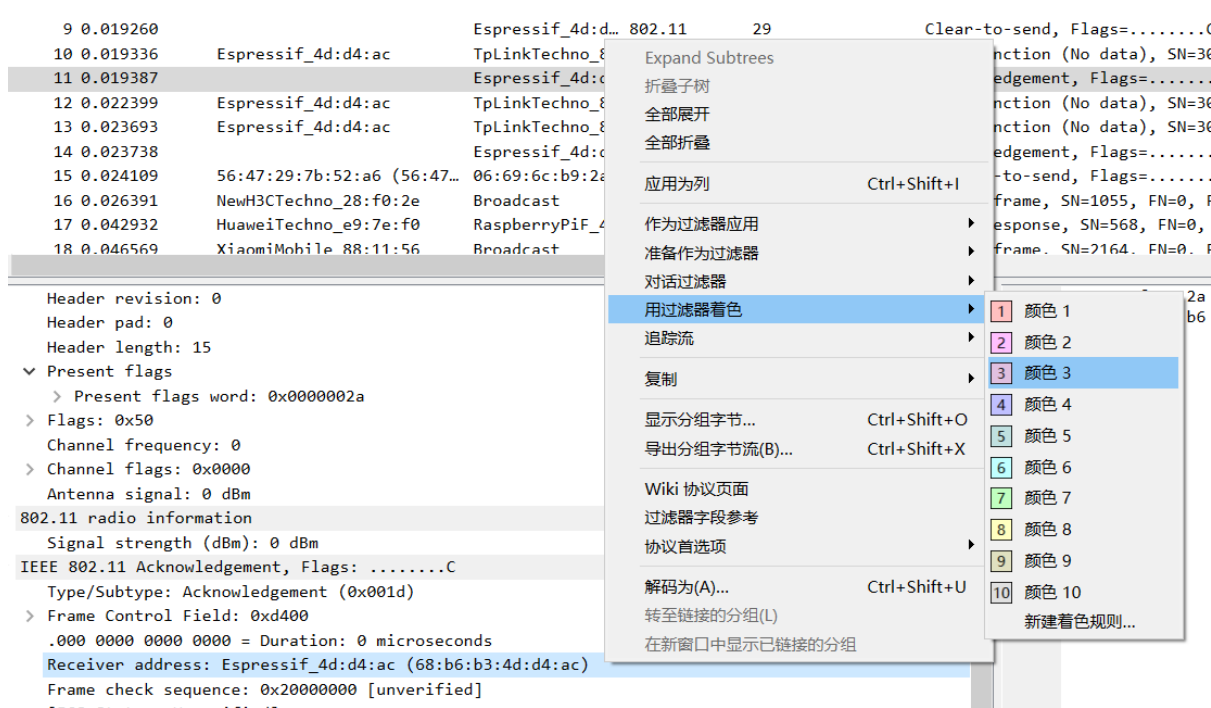 9 0.019260 Espressif_4d:d… 802.11 29 Clear-to-send, Flags=........C
10 0.019336 Espressif_4d:d4:ac TpLinkTechno_8 nction (No data), SN=30
11 0.019387 Espressif_4d:d edgement, Flags=.......
12 0.022399 Espressif_4d:d4:ac TpLinkTechno_8 nction (No data), SN=30
13 0.023693 Espressif_4d:d4:ac TpLinkTechno_8 nction (No data), SN=30
14 0.023738 Espressif_4d:d edgement, Flags=.......
15 0.024109 56:47:29:7b:52:a6 (56:47… 06:69:6c:b9:2a -to-send, Flags=.......
16 0.026391 NewH3CTechno_28:f0:2e Broadcast frame, SN=1055, FN=0, F
17 0.042932 HuaweiTechno_e9:7e:f0 RaspberryPiF_4 esponse, SN=568, FN=0,
18 0.046569 XiaomiMobile_88:11:56 Broadcast frame, SN=2164, FN=0, F
Expand Subtrees
折叠子树
全部展开
全部折叠
应用为列 Ctrl+Shift+I
作为过滤器应用
准备作为过滤器
对话过滤器
用过滤器着色
追踪流
复制
显示分组字节... Ctrl+Shift+O
导出分组字节流(B)... Ctrl+Shift+X
Wiki 协议页面
过滤器字段参考
协议首选项
解码为(A)... Ctrl+Shift+U
转至链接的分组(L)
在新窗口中显示已链接的分组
1 颜色 1
2 颜色 2
3 颜色 3
4 颜色 4
5 颜色 5
6 颜色 6
7 颜色 7
8 颜色 8
9 颜色 9
10 颜色 10
新建着色规则...
2a
b6
Header revision: 0
Header pad: 0
Header length: 15
Present flags
Present flags word: 0x0000002a
Flags: 0x50
Channel frequency: 0
Channel flags: 0x0000
Antenna signal: 0 dBm
802.11 radio information
Signal strength (dBm): 0 dBm
IEEE 802.11 Acknowledgement, Flags: ........C
Type/Subtype: Acknowledgement (0x001d)
Frame Control Field: 0xd400
.000 0000 0000 0000 = Duration: 0 microseconds
Receiver address: Espressif_4d:d4:ac (68:b6:b3:4d:d4:ac)
Frame check sequence: 0x20000000 [unverified]